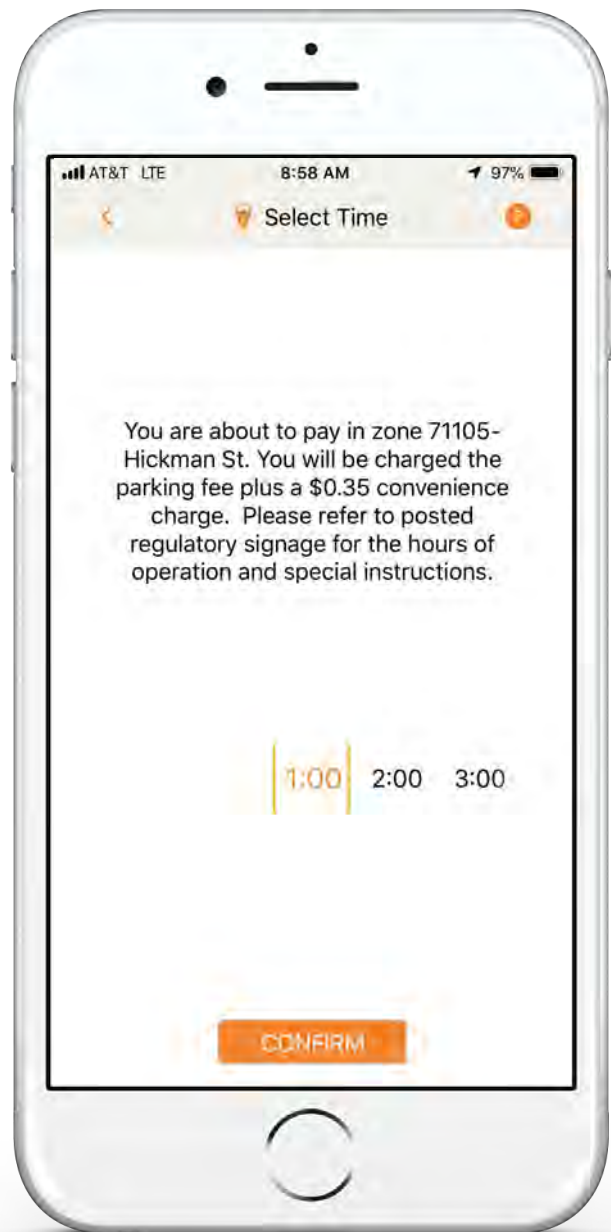 AT&T LTE 8:58 AM 97%
Select Time
You are about to pay in zone 71105-
Hickman St. You will be charged the
parking fee plus a $0.35 convenience
charge. Please refer to posted
regulatory signage for the hours of
operation and special instructions.
1:00 2:00 3:00
CONFIRM